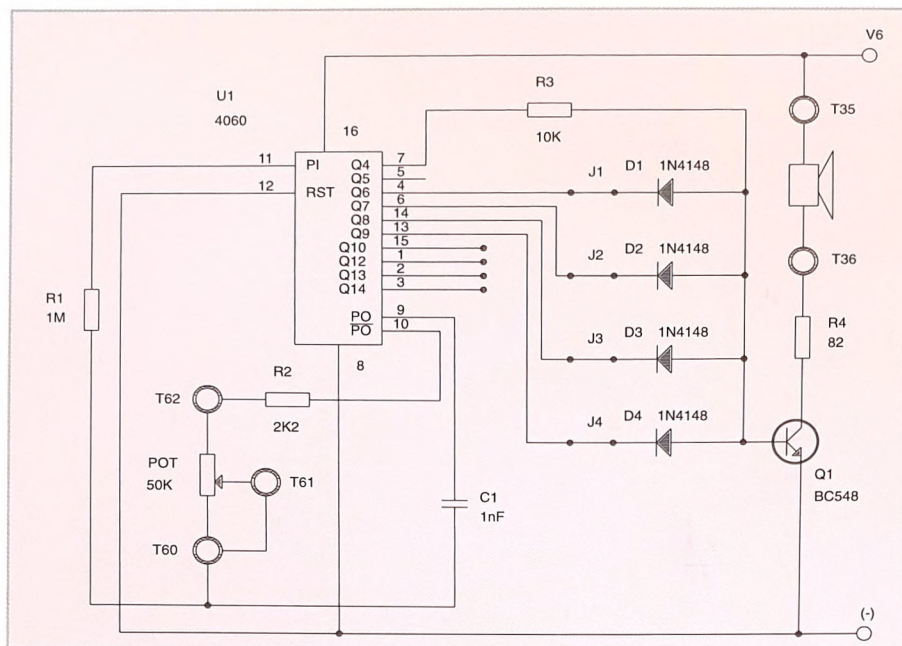 V6
U1
4060
16
R3
10K
T35
11
PI
Q4
7
Q5
5
12
RST
Q6
4
J1
D1
1N4148
Q7
6
Q8
14
Q9
13
Q10
15
Q12
1
Q13
2
Q14
3
J2
D2
1N4148
T36
R1
1M
PO
9
PO
10
J3
D3
1N4148
R4
82
8
R2
2K2
T62
J4
D4
1N4148
POT
50K
T61
Q1
BC548
C1
1nF
T60
(-)